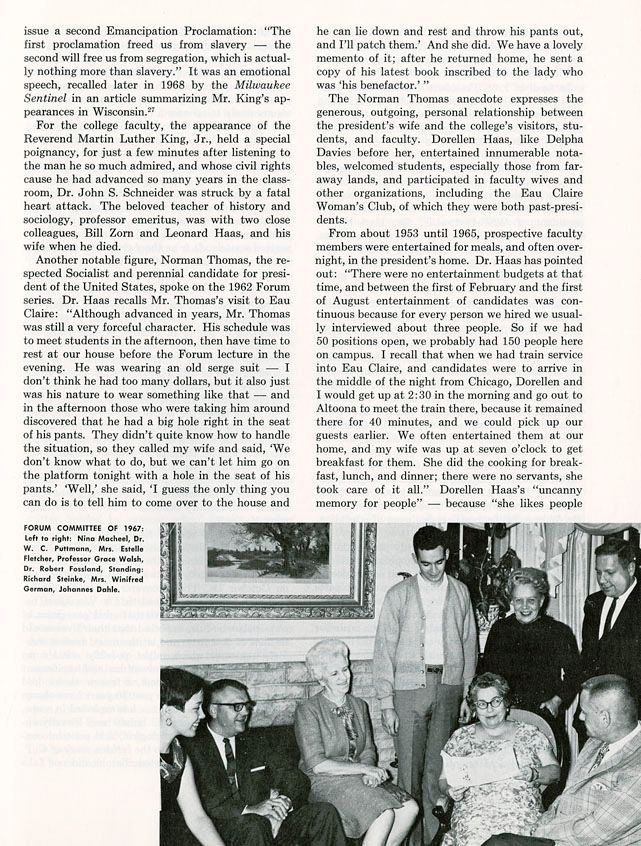 issue a second Emancipation Proclamation: “The
first proclamation freed us from slavery — the
second will free us from segregation, which is actual-
ly nothing more than slavery.” It was an emotional
speech, recalled later in 1968 by the Milwaukee
Sentinel in an article summarizing Mr. King’s ap-
pearances in Wisconsin.²⁷
For the college faculty, the appearance of the
Reverend Martin Luther King, Jr., held a special
poignancy, for just a few minutes after listening to
the man he so much admired, and whose civil rights
cause he had advanced so many years in the class-
room, Dr. John S. Schneider was struck by a fatal
heart attack. The beloved teacher of history and
sociology, professor emeritus, was with two close
colleagues, Bill Zorn and Leonard Haas, and his
wife when he died.
Another notable figure, Norman Thomas, the re-
spected Socialist and perennial candidate for presi-
dent of the United States, spoke on the 1962 Forum
series. Dr. Haas recalls Mr. Thomas’s visit to Eau
Claire: “Although advanced in years, Mr. Thomas
was still a very forceful character. His schedule was
to meet students in the afternoon, then have time to
rest at our house before the Forum lecture in the
evening. He was wearing an old serge suit — I
don’t think he had too many dollars, but it also just
was his nature to wear something like that — and
in the afternoon those who were taking him around
discovered that he had a big hole right in the seat
of his pants. They didn’t quite know how to handle
the situation, so they called my wife and said, ‘We
don’t know what to do, but we can’t let him go on
the platform tonight with a hole in the seat of his
pants.’ ‘Well,’ she said, ‘I guess the only thing you
can do is to tell him to come over to the house and
he can lie down and rest and throw his pants out,
and I’ll patch them.’ And she did. We have a lovely
memento of it; after he returned home, he sent a
copy of his latest book inscribed to the lady who
was ‘his benefactor.’ ”
The Norman Thomas anecdote expresses the
generous, outgoing, personal relationship between
the president’s wife and the college’s visitors, stu-
dents, and faculty. Dorellen Haas, like Delpha
Davies before her, entertained innumerable nota-
bles, welcomed students, especially those from far-
away lands, and participated in faculty wives and
other organizations, including the Eau Claire
Woman’s Club, of which they were both past-presi-
dents.
From about 1953 until 1965, prospective faculty
members were entertained for meals, and often over-
night, in the president’s home. Dr. Haas has pointed
out: “There were no entertainment budgets at that
time, and between the first of February and the first
of August entertainment of candidates was con-
tinuous because for every person we hired we usual-
ly interviewed about three people. So if we had
50 positions open, we probably had 150 people here
on campus. I recall that when we had train service
into Eau Claire, and candidates were to arrive in
the middle of the night from Chicago, Dorellen and
I would get up at 2:30 in the morning and go out to
Altoona to meet the train there, because it remained
there for 40 minutes, and we could pick up our
guests earlier. We often entertained them at our
home, and my wife was up at seven o’clock to get
breakfast for them. She did the cooking for break-
fast, lunch, and dinner; there were no servants, she
took care of it all.” Dorellen Haas’s “uncanny
memory for people” — because “she likes people
FORUM COMMITTEE OF 1967:
Left to right: Nina Macheel, Dr.
W. C. Puttmann, Mrs. Estelle
Fletcher, Professor Grace Walsh,
Dr. Robert Fossland, Standing:
Richard Steinke, Mrs. Winifred
German, Johannes Dahle.